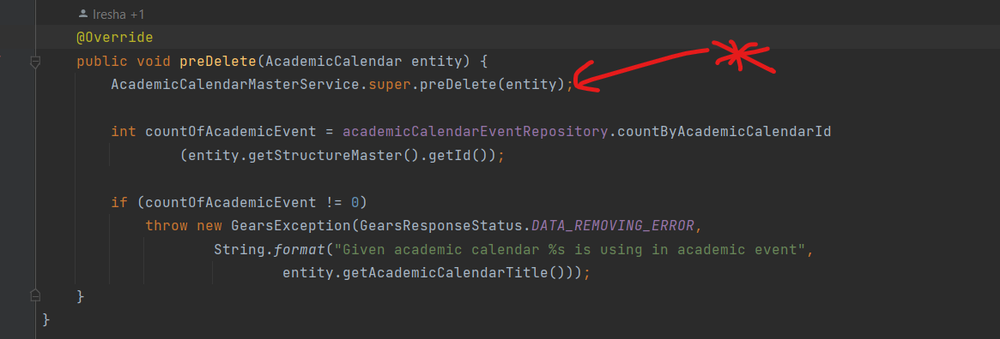 Iresha +1
@Override
public void preDelete(AcademicCalendar entity) {
AcademicCalendarMasterService.super.preDelete(entity);
int countOfAcademicEvent = academicCalendarEventRepository.countByAcademicCalendarId
(entity.getStructureMaster().getId());
if (countOfAcademicEvent != 0)
throw new GearsException(GearsResponseStatus.DATA_REMOVING_ERROR,
String.format("Given academic calendar %s is using in academic event",
entity.getAcademicCalendarTitle()));
}
}